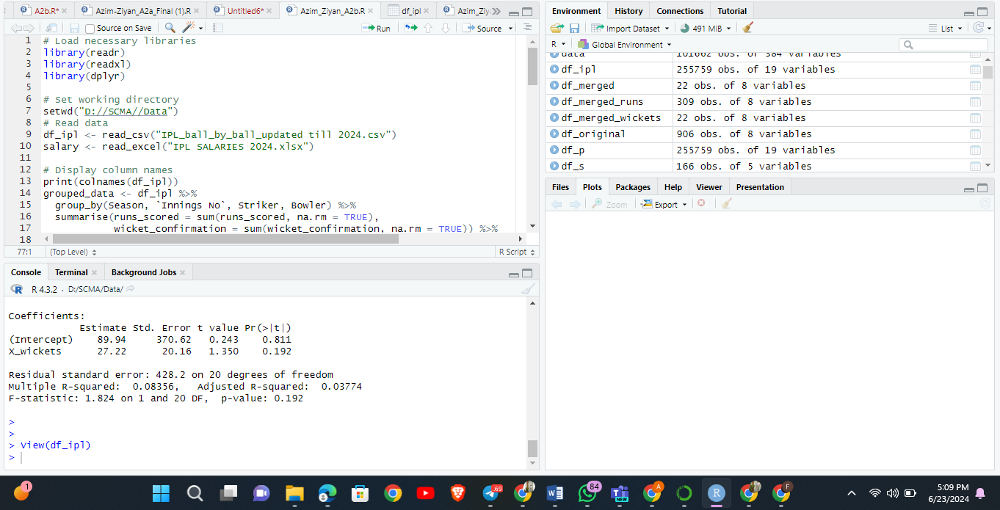 A2b.R*
Azim-Ziyan_A2a_Final (1).R
Untitled6*
Azim_Ziyan_A2b.R
df_ipl
Azim_Ziy
Source on Save
Run
Source
1 # Load necessary libraries
2 library(readr)
3 library(readxl)
4 library(dplyr)
5
6 # Set working directory
7 setwd("D://SCMA//Data")
8 # Read data
9 df_ipl <- read_csv("IPL_ball_by_ball_updated till 2024.csv")
10 salary <- read_excel("IPL SALARIES 2024.xlsx")
11
12 # Display column names
13 print(colnames(df_ipl))
14 grouped_data <- df_ipl %>%
15 group_by(Season, `Innings No`, Striker, Bowler) %>%
16 summarise(runs_scored = sum(runs_scored, na.rm = TRUE),
17 wicket_confirmation = sum(wicket_confirmation, na.rm = TRUE)) %>%
18
77:1 (Top Level) R Script
Console Terminal Background Jobs
R 4.3.2 · D:/SCMA/Data/
Coefficients:
Estimate Std. Error t value Pr(>|t|)
(Intercept) 89.94 370.62 0.243 0.811
X_wickets 27.22 20.16 1.350 0.192
Residual standard error: 428.2 on 20 degrees of freedom
Multiple R-squared: 0.08356, Adjusted R-squared: 0.03774
F-statistic: 1.824 on 1 and 20 DF, p-value: 0.192
>
>
> View(df_ipl)
>
Environment History Connections Tutorial
Import Dataset 491 MiB List
R Global Environment
data 101662 obs. of 384 variables
df_ipl 255759 obs. of 19 variables
df_merged 22 obs. of 8 variables
df_merged_runs 309 obs. of 8 variables
df_merged_wickets 22 obs. of 8 variables
df_original 906 obs. of 8 variables
df_p 255759 obs. of 19 variables
df_s 166 obs. of 5 variables
Files Plots Packages Help Viewer Presentation
Zoom Export
1
.69
84
NEW
A
R
F
5:09 PM
6/23/2024